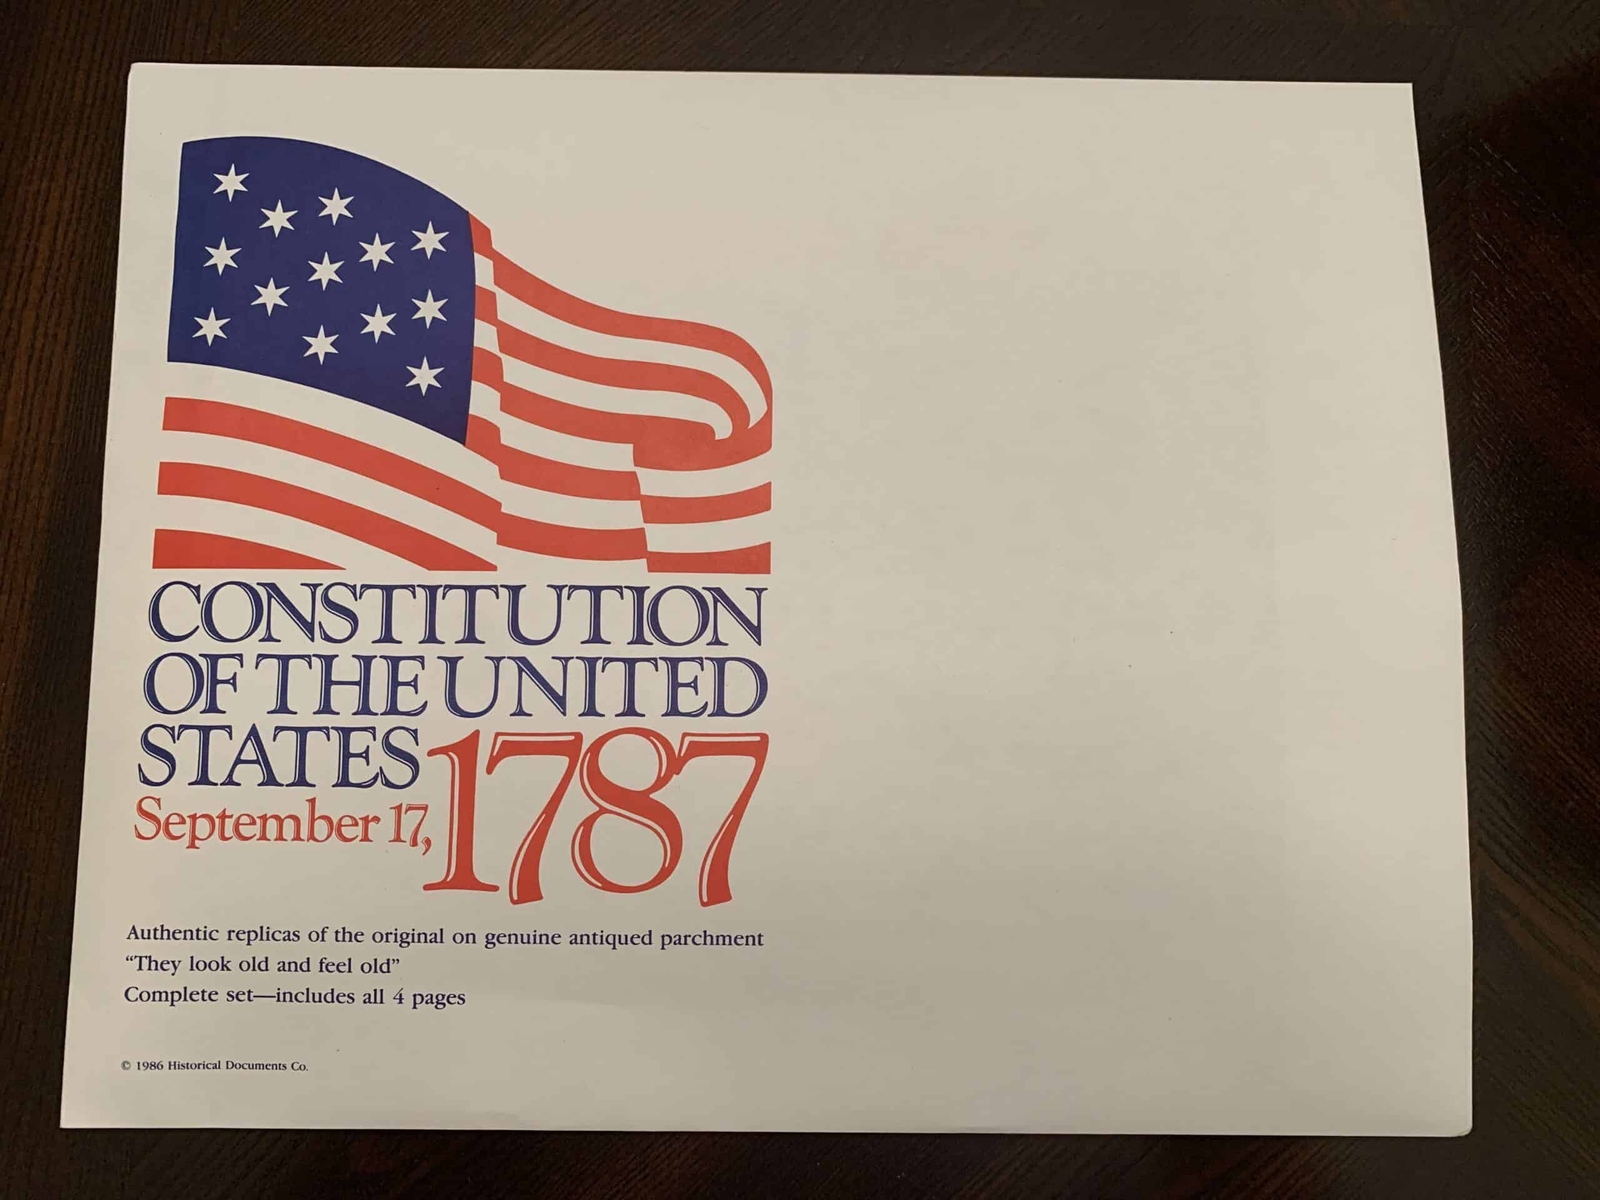 CONSTITUTION
OF THE UNITED
STATES 1787
September 17,
Authentic replicas of the original on genuine antiqued parchment
“They look old and feel old”
Complete set—includes all 4 pages
© 1986 Historical Documents Co.